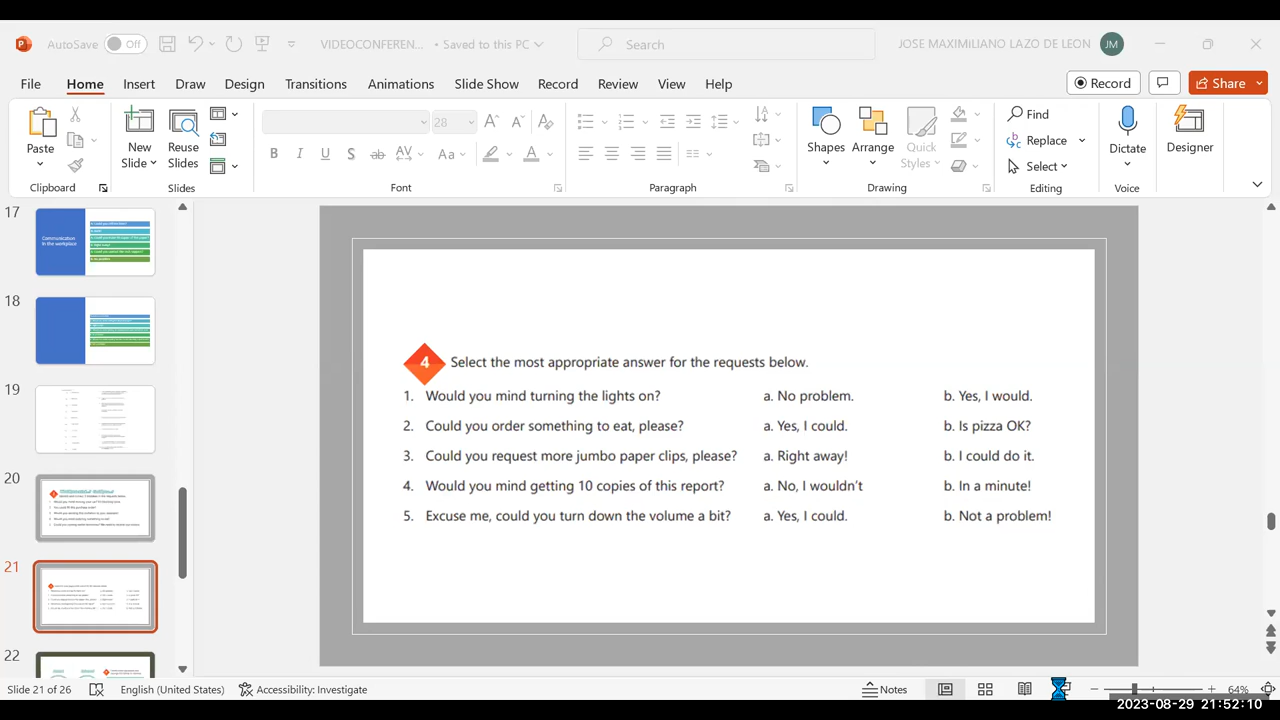 AutoSave Off VIDEOCONFEREN... • Saved to this PC Search JOSE MAXIMILIANO LAZO DE LEON JM
File Home Insert Draw Design Transitions Animations Slide Show Record Review View Help Record Share
Paste New Slide Reuse Slides 28 Shapes Arrange Quick Styles Find Replace Select Dictate Designer
B I U S ab AV Aa A
Clipboard Slides Font Paragraph Drawing Editing Voice
17
Communication
in the workplace
18
19
20
21
22
4 Select the most appropriate answer for the requests below.
1. Would you mind turning the lights on? a. No problem. b. Yes, I would.
2. Could you order something to eat, please? a. Yes, I could. b. Is pizza OK?
3. Could you request more jumbo paper clips, please? a. Right away! b. I could do it.
4. Would you mind getting 10 copies of this report? a. No, I wouldn't b. In a minute!
5. Excuse me, could you turn down the volume a bit? a. Yes, I could. b. Not a problem!
Slide 21 of 26 English (United States) Accessibility: Investigate Notes 64%
2023-08-29 21:52:10